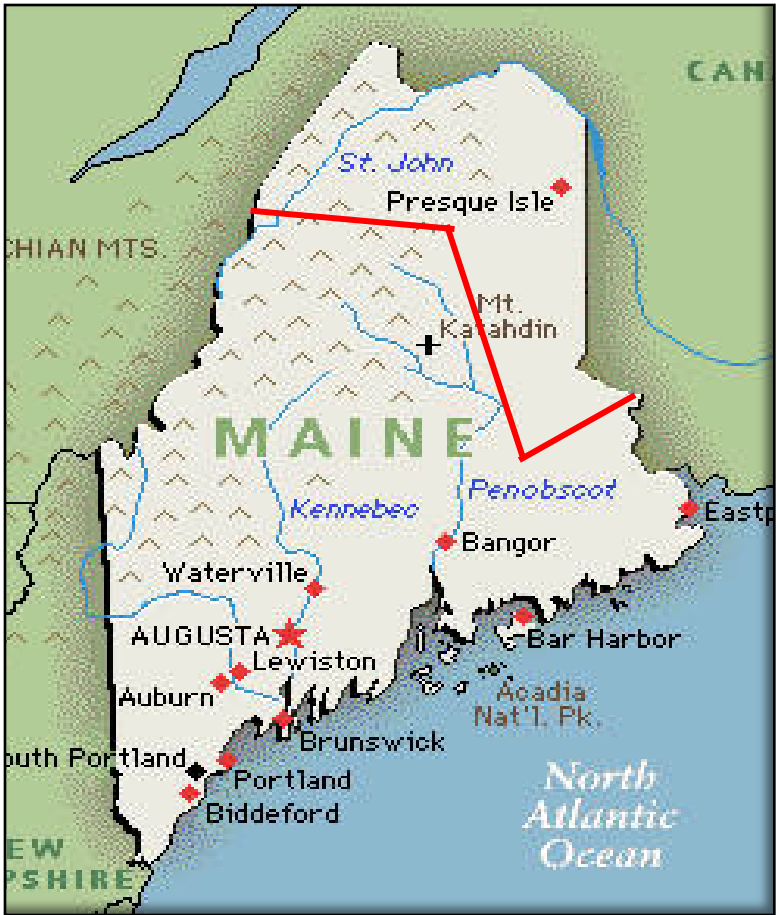 CAN
St. John
Presque Isle
CHIAN MTS.
Mt.
Katahdin
MAINE
Penobscot
Kennebec
Eastp
Bangor
Waterville
AUGUSTA
Bar Harbor
Lewiston
Auburn
Acadia
Nat'l. Pk.
Brunswick
outh Portland
Portland
Biddeford
North
Atlantic
Ocean
EW
PSHIRE